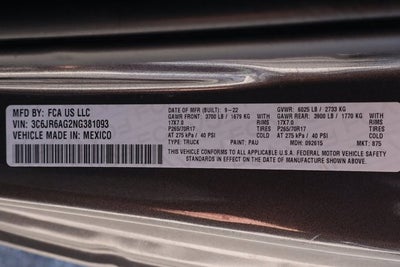 MFD BY: FCA US LLC
VIN: 3C6JR6AG2NG381093
VEHICLE MADE IN: MEXICO
DATE OF MFR (BUILT): 9-22 GVWR: 6025 LB / 2733 KG
GAWR FRONT: 3700 LB / 1679 KG GAWR REAR: 3900 LB / 1770 KG
17X7.0 RIMS 17X7.0 RIMS
P265/70R17 TIRES P265/70R17 TIRES
AT 275 kPa / 40 PSI COLD AT 275 kPa / 40 PSI COLD
TYPE: TRUCK PAINT: PAU MDH: 092615 MKT: 875
THIS VEHICLE CONFORMS TO ALL APPLICABLE U.S.A. FEDERAL MOTOR VEHICLE SAFETY
STANDARDS IN EFFECT ON THE DATE OF MANUFACTURE SHOWN ABOVE.